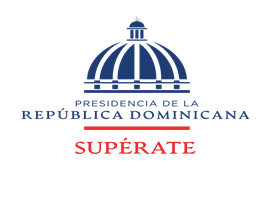 PRESIDENCIA DE LA
REPÚBLICA DOMINICANA
SUPÉRATE